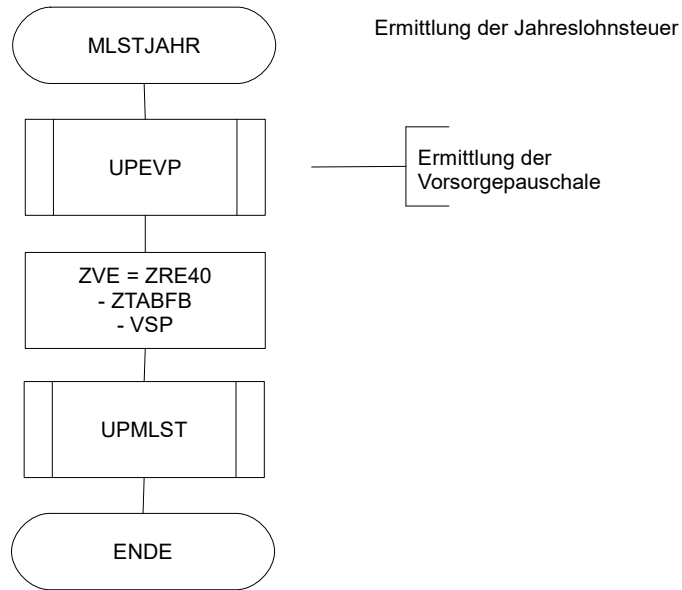 MLSTJAHR
Ermittlung der Jahreslohnsteuer
UPEVP
Ermittlung der
Vorsorgepauschale
ZVE = ZRE40
- ZTABFB
- VSP
UPMLST
ENDE